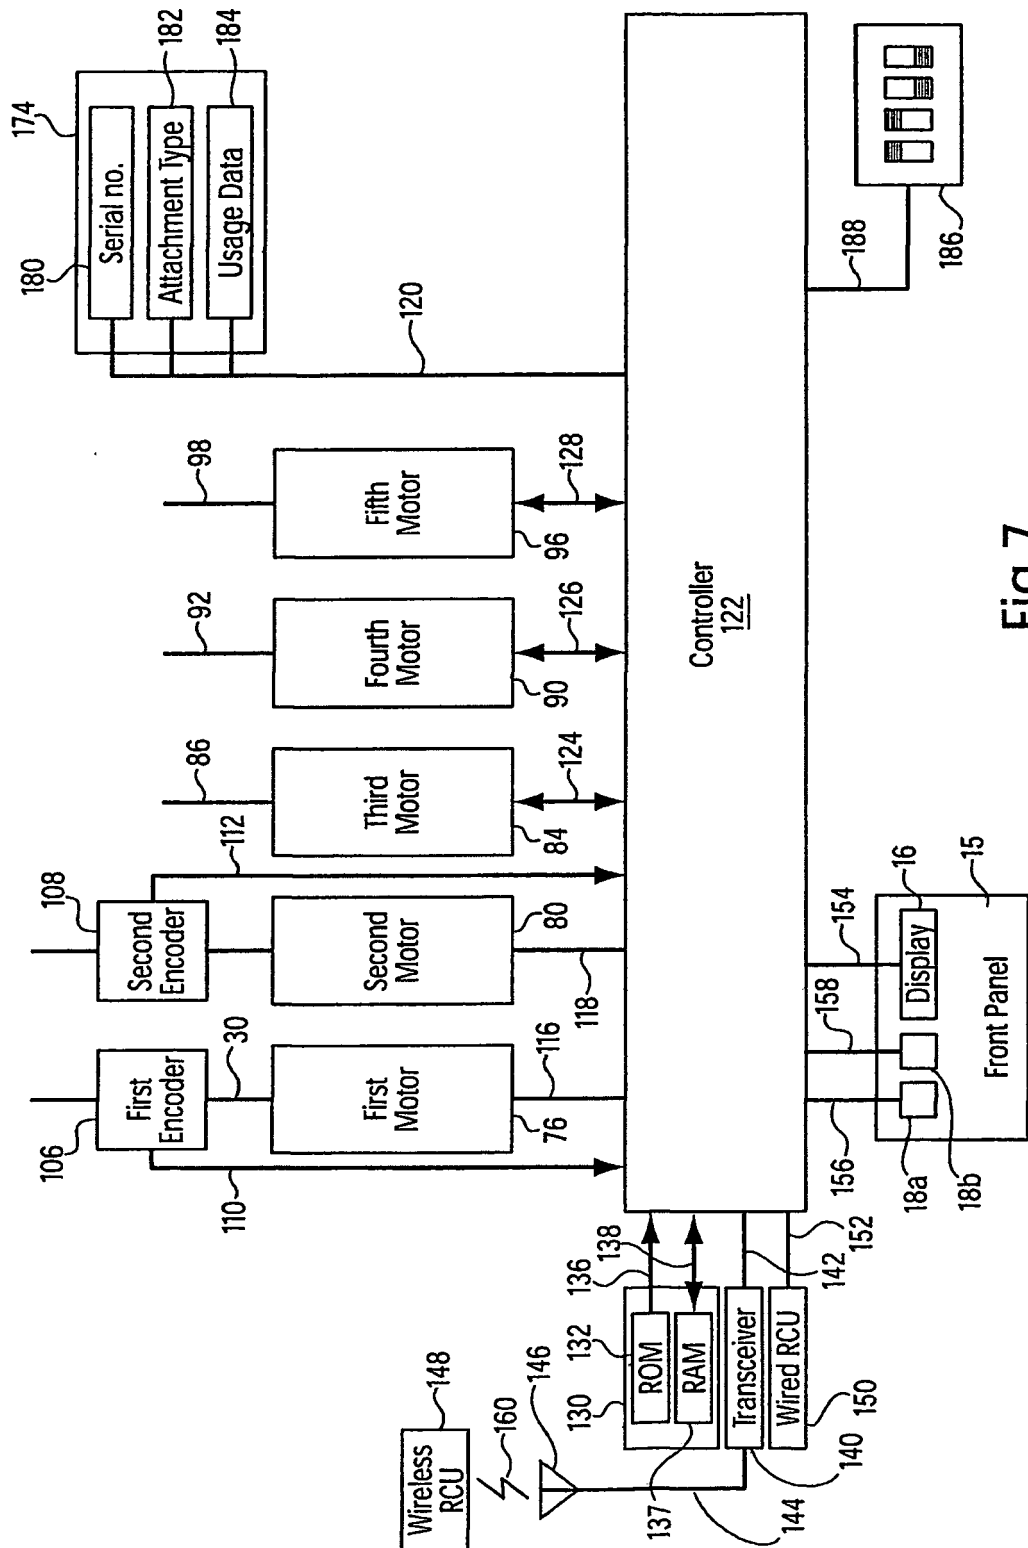 174
182
184
180
Serial no.
Attachment Type
Usage Data
120
106
First
Encoder
30
110
First
Motor
76
116
108
Second
Encoder
112
Second
Motor
80
118
86
Third
Motor
84
124
92
Fourth
Motor
90
126
98
Fifth
Motor
96
128
Controller
122
Wireless
RCU
148
160
146
144
130
132
ROM
RAM
137
136
138
Transceiver
140
142
Wired RCU
150
152
156
158
154
18a
18b
Display
16
15
Front Panel
188
186
Fig.7